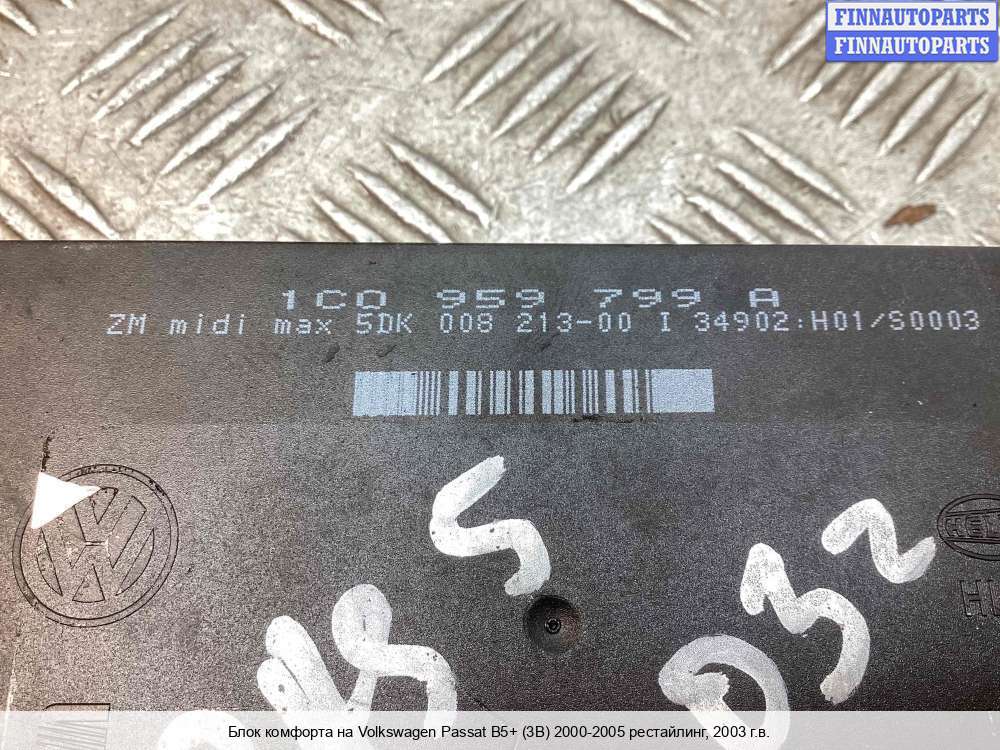 FINNAUTOPARTS
FINNAUTOPARTS
1C0 959 799 A
ZM midi max 5DK 008 213-00 I 34902:H01/S0003
032
Блок комфорта на Volkswagen Passat B5+ (3B) 2000-2005 рестайлинг, 2003 г.в.